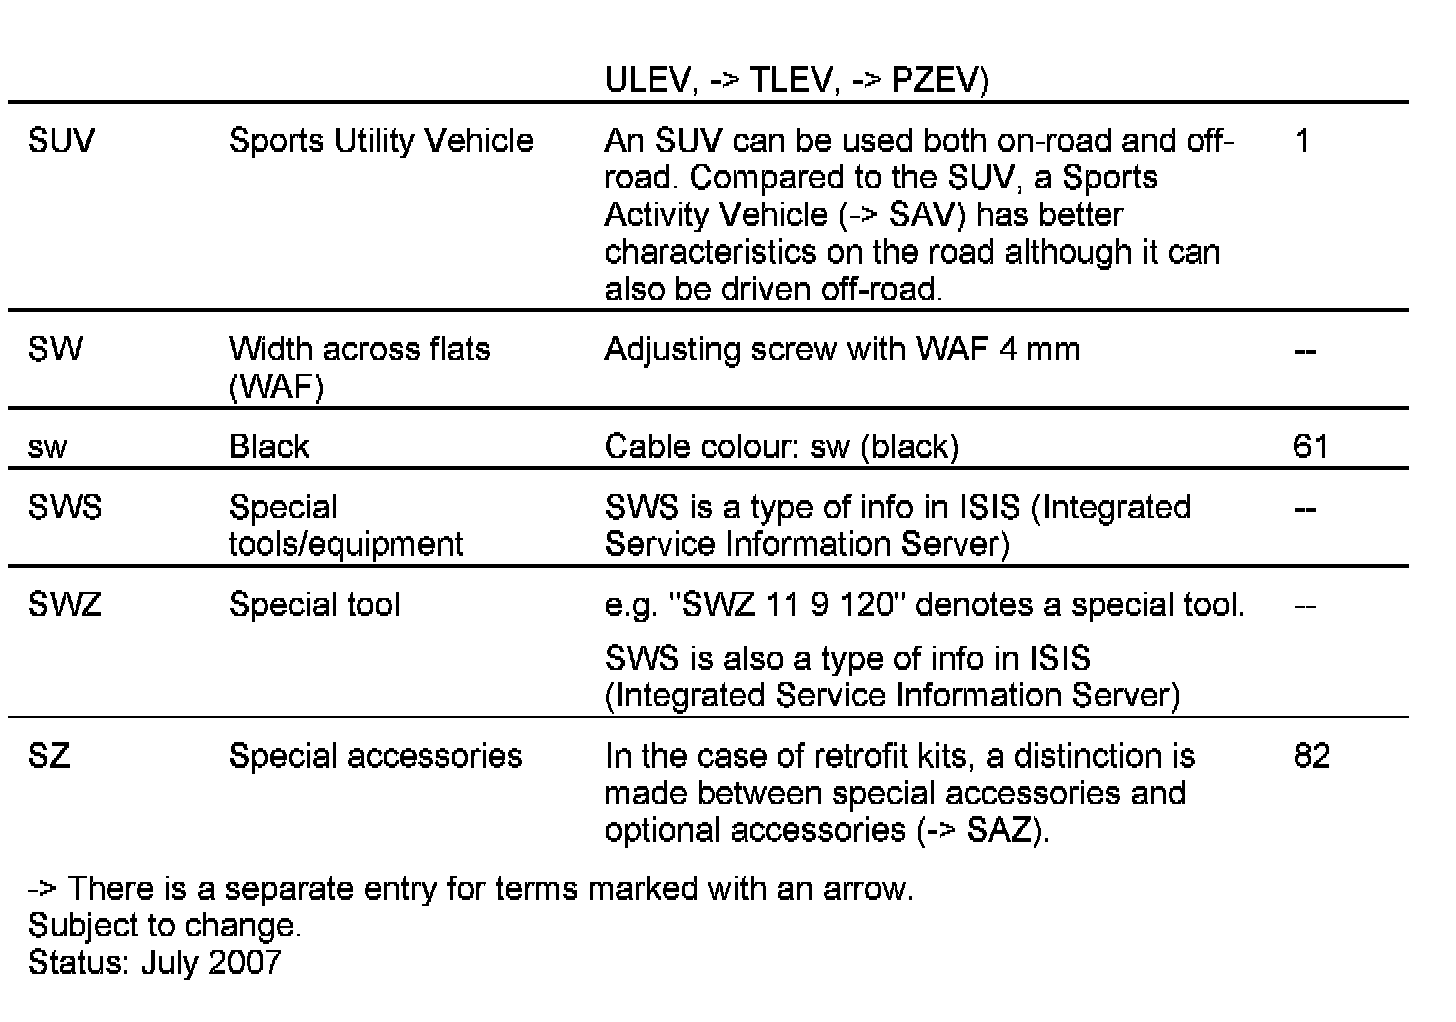 ULEV, -> TLEV, -> PZEV)
SUV Sports Utility Vehicle An SUV can be used both on-road and off- 1
road. Compared to the SUV, a Sports
Activity Vehicle (-> SAV) has better
characteristics on the road although it can
also be driven off-road.
SW Width across flats Adjusting screw with WAF 4 mm --
(WAF)
sw Black Cable colour: sw (black) 61
SWS Special SWS is a type of info in ISIS (Integrated --
tools/equipment Service Information Server)
SWZ Special tool e.g. "SWZ 11 9 120" denotes a special tool. --
SWS is also a type of info in ISIS
(Integrated Service Information Server)
SZ Special accessories In the case of retrofit kits, a distinction is 82
made between special accessories and
optional accessories (-> SAZ).
-> There is a separate entry for terms marked with an arrow.
Subject to change.
Status: July 2007